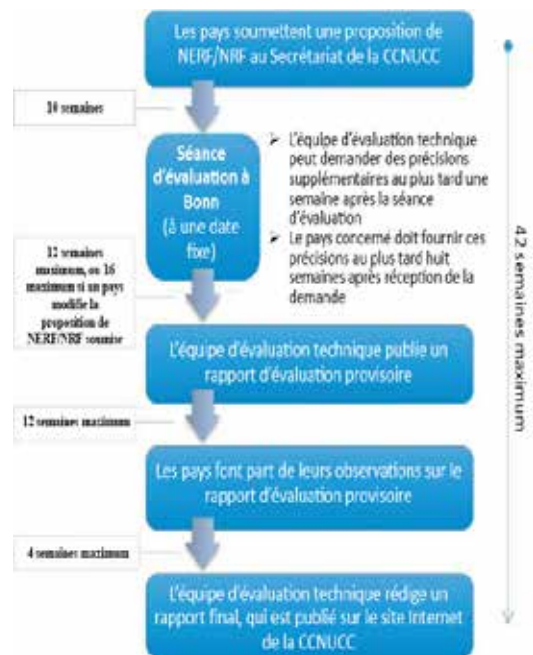 Les pays soumettent une proposition de
NERF/NRF au Secrétariat de la CCNUCC
10 semaines
Séance
d'évaluation à
Bonn
(à une date
fixe)
➢ L'équipe d'évaluation technique
peut demander des précisions
supplémentaires au plus tard une
semaine après la séance
d'évaluation
➢ Le pays concerné doit fournir ces
précisions au plus tard huit
semaines après réception de la
demande
12 semaines
maximum, ou 16
maximum si un pays
modifie la
proposition de
NERF/NRF soumise
L'équipe d'évaluation technique publie un
rapport d'évaluation provisoire
12 semaines maximum
Les pays font part de leurs observations sur le
rapport d'évaluation provisoire
4 semaines maximum
L'équipe d'évaluation technique rédige un
rapport final, qui est publié sur le site Internet
de la CCNUCC
42 semaines maximum